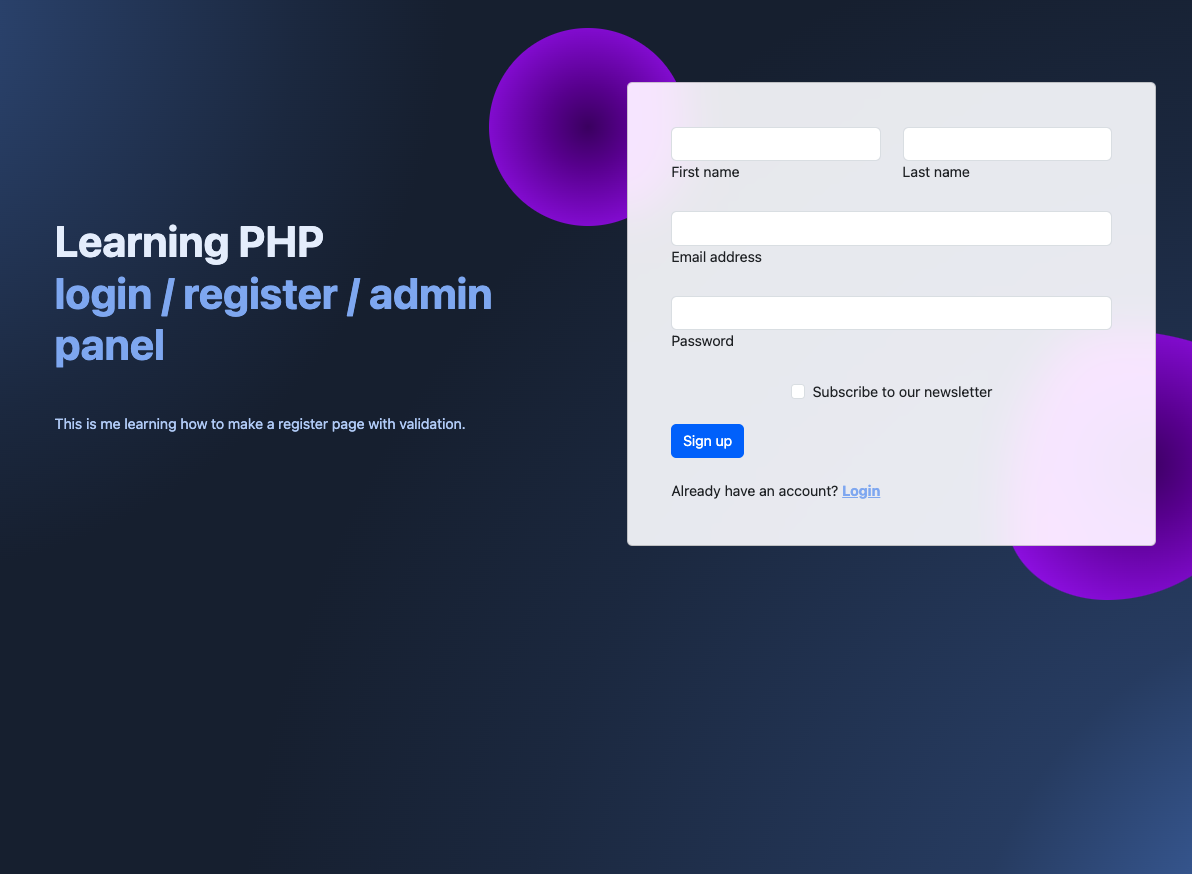 Learning PHP
login / register / admin
panel
This is me learning how to make a register page with validation.
First name
Last name
Email address
Password
Subscribe to our newsletter
Sign up
Already have an account? Login